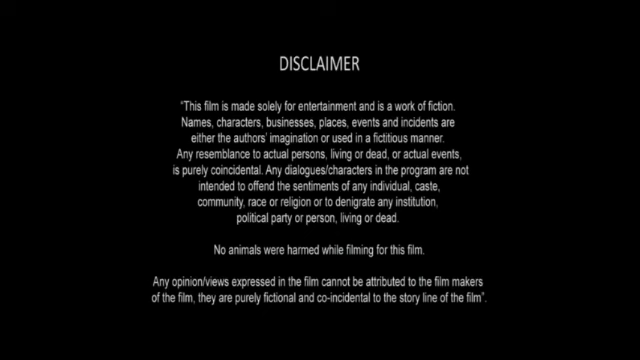 DISCLAIMER
"This film is made solely for entertainment and is a work of fiction.
Names, characters, businesses, places, events and incidents are
either the authors' imagination or used in a fictitious manner.
Any resemblance to actual persons, living or dead, or actual events,
is purely coincidental. Any dialogues/characters in the program are not
intended to offend the sentiments of any individual, caste,
community, race or religion or to denigrate any institution,
political party or person, living or dead.
No animals were harmed while filming for this film.
Any opinion/views expressed in the film cannot be attributed to the film makers
of the film, they are purely fictional and co-incidental to the story line of the film".